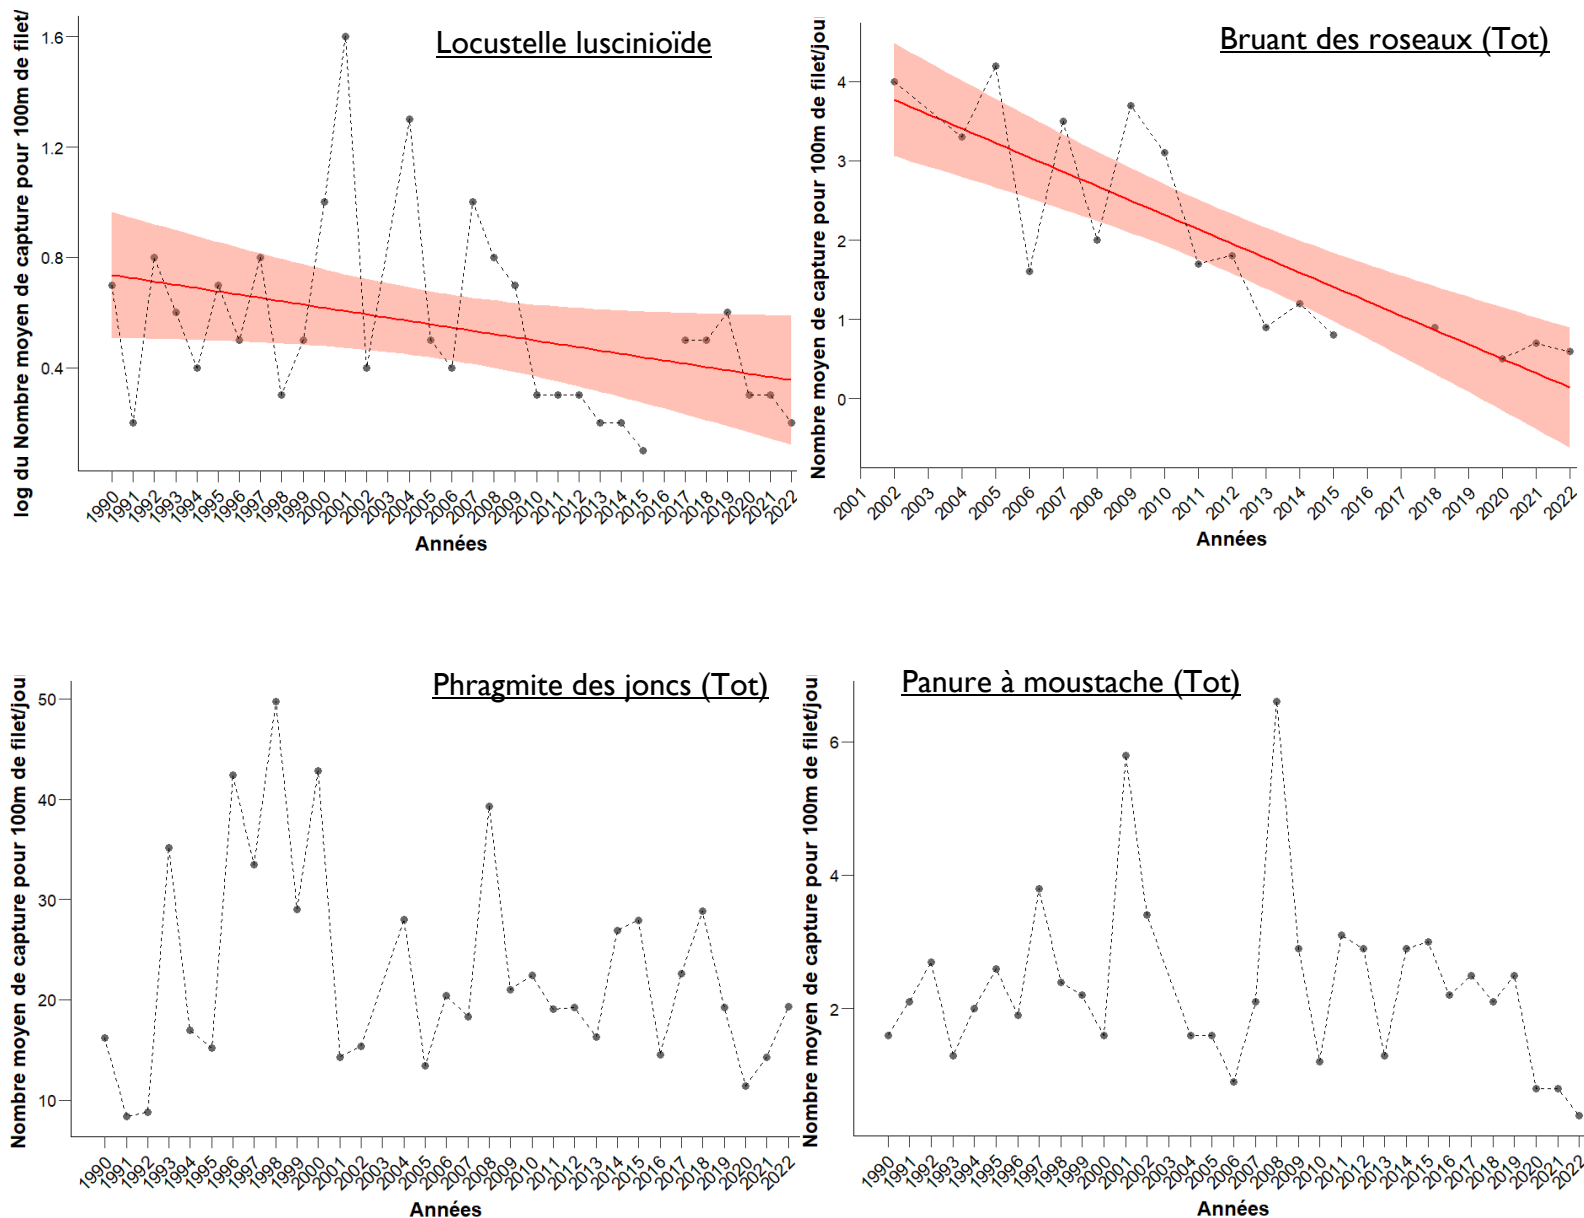 Locustelle luscinioïde
log du Nombre moyen de capture pour 100m de filet/
1.6
1.2
0.8
0.4
1990 1991 1992 1993 1994 1995 1996 1997 1998 1999 2000 2001 2002 2003 2004 2005 2006 2007 2008 2009 2010 2011 2012 2013 2014 2015 2016 2017 2018 2019 2020 2021 2022
Années
Bruant des roseaux (Tot)
Nombre moyen de capture pour 100m de filet/jou
4
3
2
1
0
2001 2002 2003 2004 2005 2006 2007 2008 2009 2010 2011 2012 2013 2014 2015 2016 2017 2018 2019 2020 2021 2022
Années
Phragmite des joncs (Tot)
Nombre moyen de capture pour 100m de filet/jou
50
40
30
20
10
1990 1991 1992 1993 1994 1995 1996 1997 1998 1999 2000 2001 2002 2003 2004 2005 2006 2007 2008 2009 2010 2011 2012 2013 2014 2015 2016 2017 2018 2019 2020 2021 2022
Années
Panure à moustache (Tot)
Nombre moyen de capture pour 100m de filet/jou
6
4
2
1990 1991 1992 1993 1994 1995 1996 1997 1998 1999 2000 2001 2002 2003 2004 2005 2006 2007 2008 2009 2010 2011 2012 2013 2014 2015 2016 2017 2018 2019 2020 2021 2022
Années